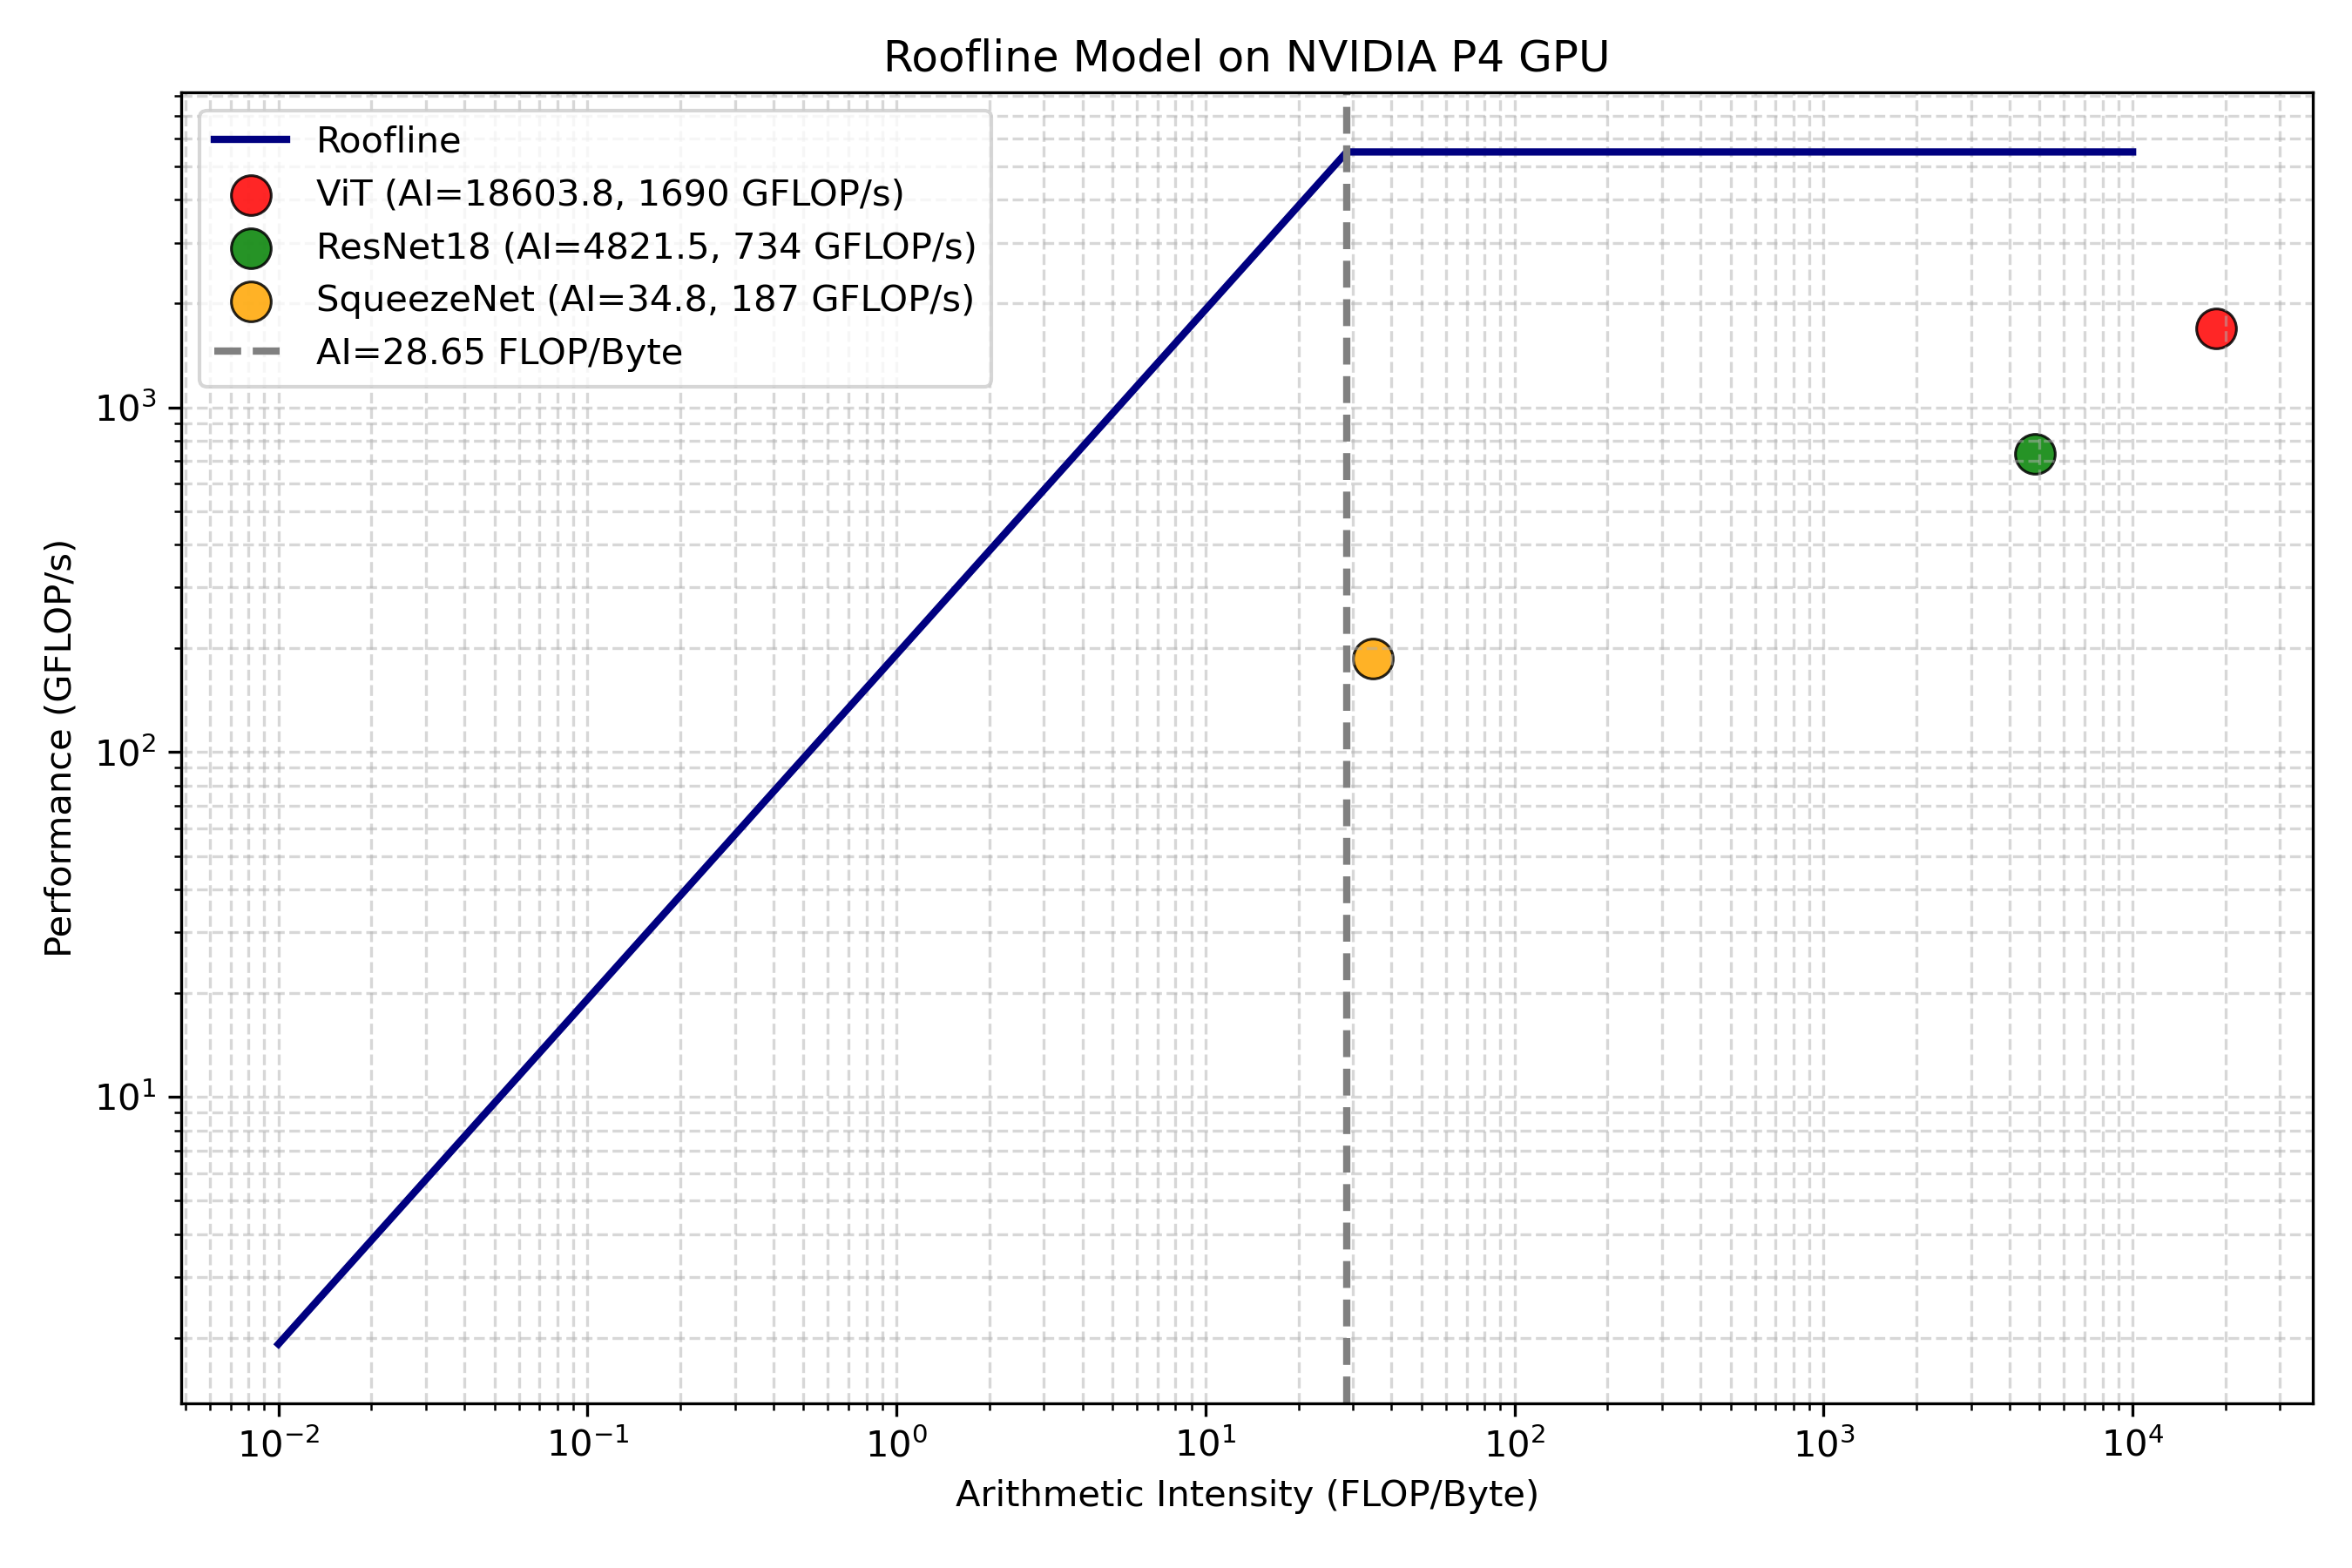 Roofline Model on NVIDIA P4 GPU
Roofline
ViT (AI=18603.8, 1690 GFLOP/s)
ResNet18 (AI=4821.5, 734 GFLOP/s)
SqueezeNet (AI=34.8, 187 GFLOP/s)
AI=28.65 FLOP/Byte
Performance (GFLOP/s)
10³
10²
10¹
10⁻² 10⁻¹ 10⁰ 10¹ 10² 10³ 10⁴
Arithmetic Intensity (FLOP/Byte)